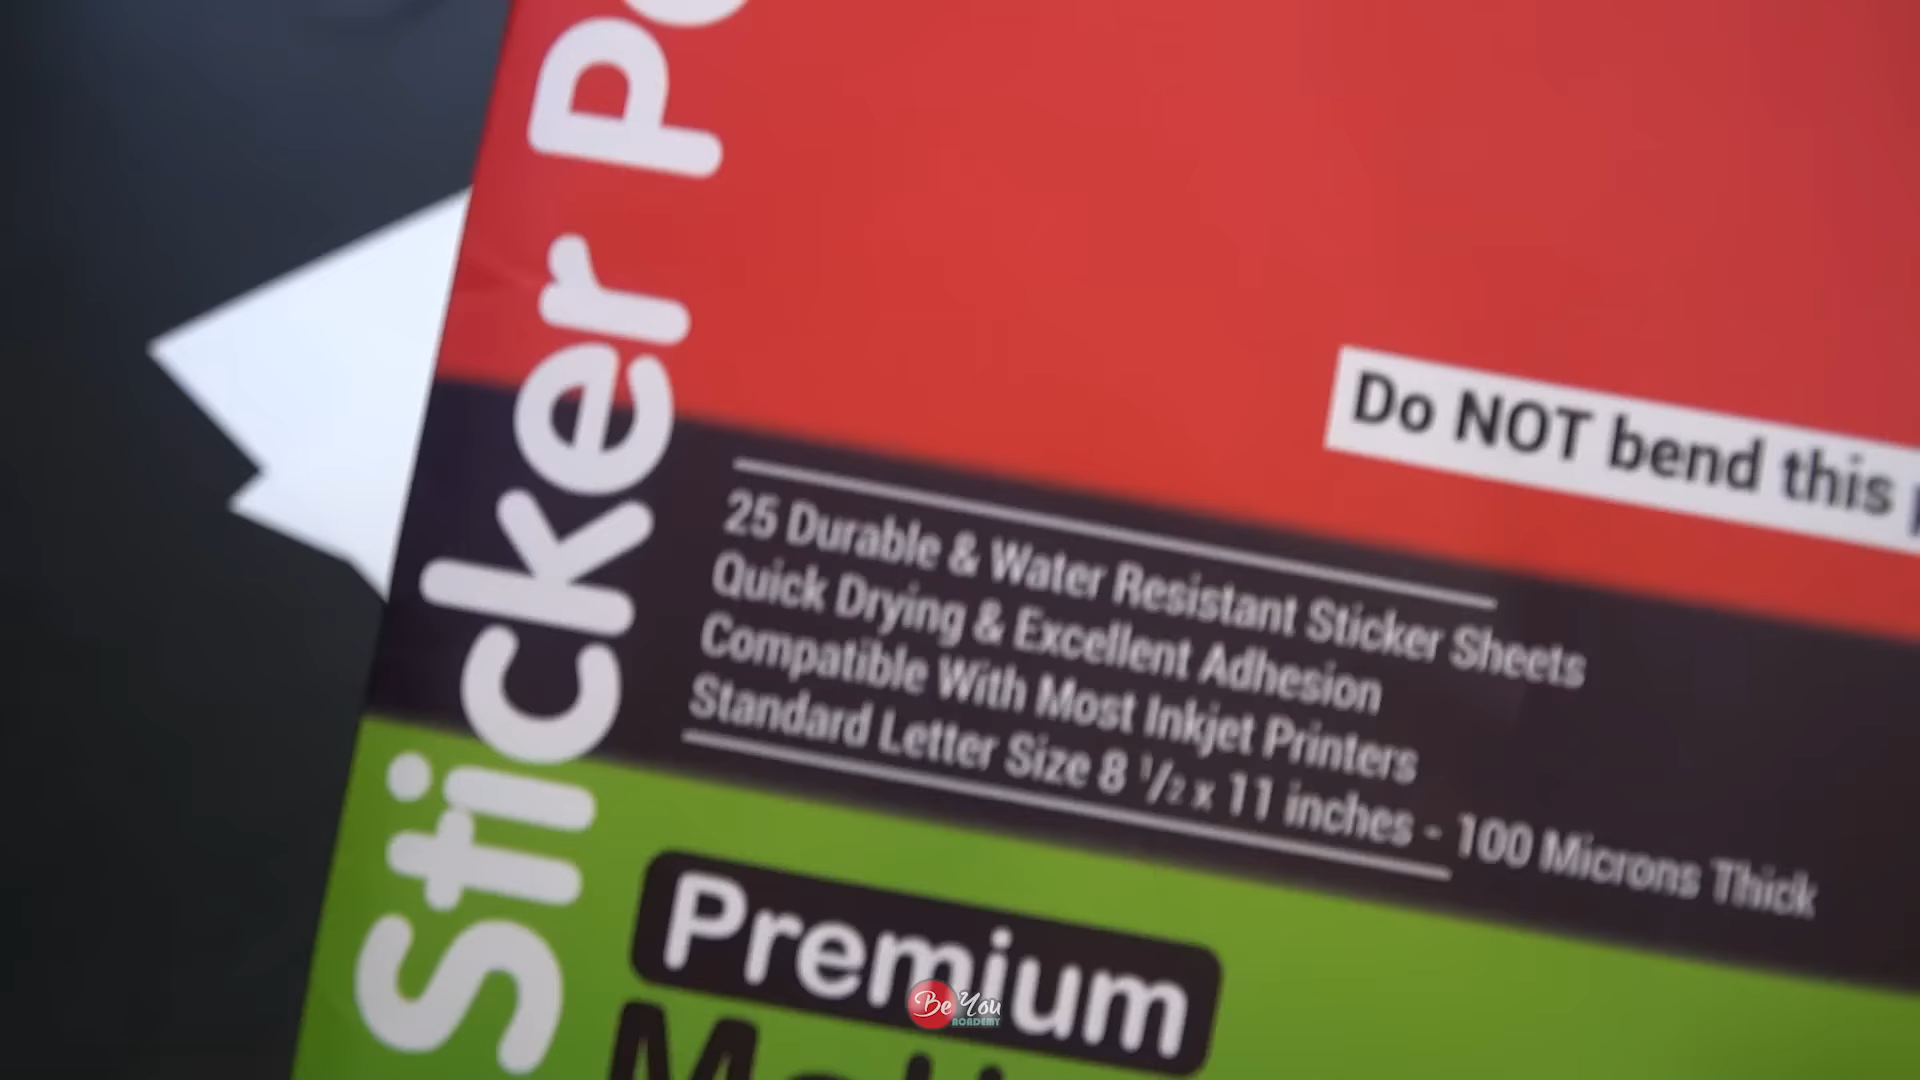 Sticker
Do NOT bend this
25 Durable & Water Resistant Sticker Sheets
Quick Drying & Excellent Adhesion
Compatible With Most Inkjet Printers
Standard Letter Size 8 1/2 x 11 inches - 100 Microns Thick
Premium
Be You
ACADEMY